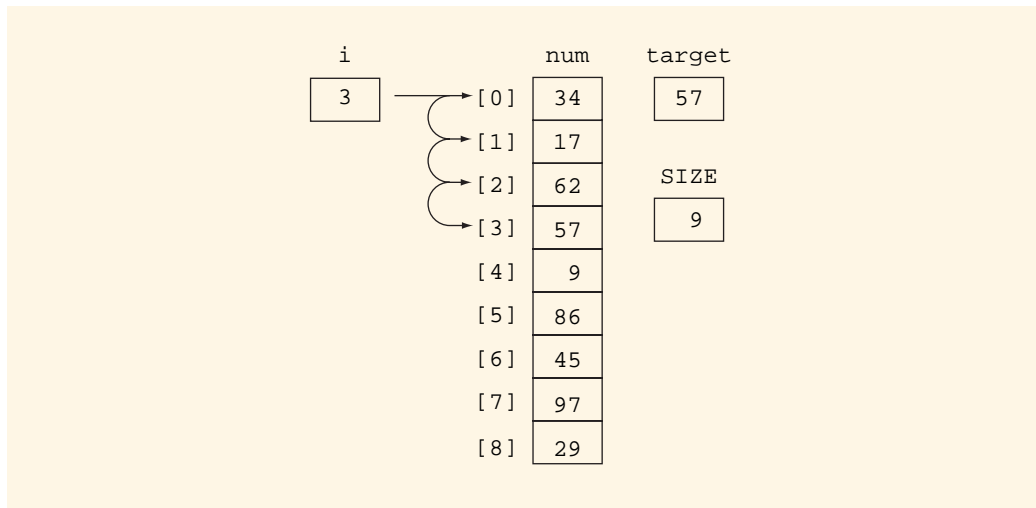 i num target
3 [0] 34 57
[1] 17
[2] 62 SIZE
[3] 57 9
[4] 9
[5] 86
[6] 45
[7] 97
[8] 29